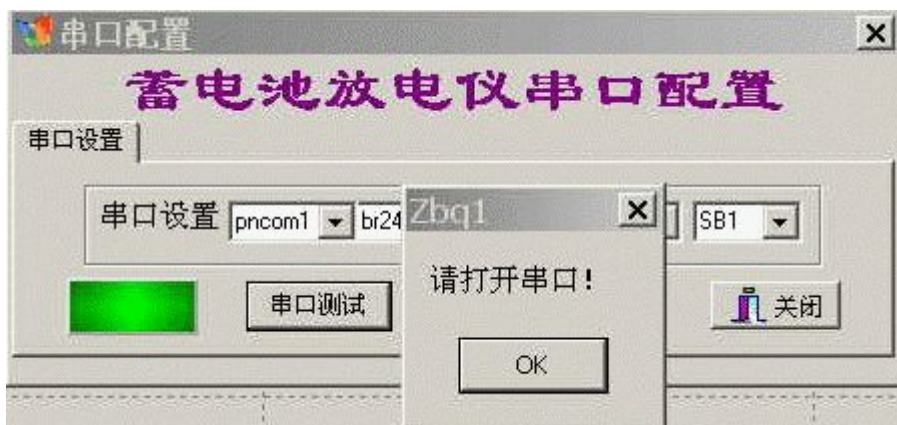 串口配置
蓄电池放电仪串口配置
串口设置
串口设置 pncom1 br24 SB1
Zbq1
请打开串口!
串口测试 关闭
OK